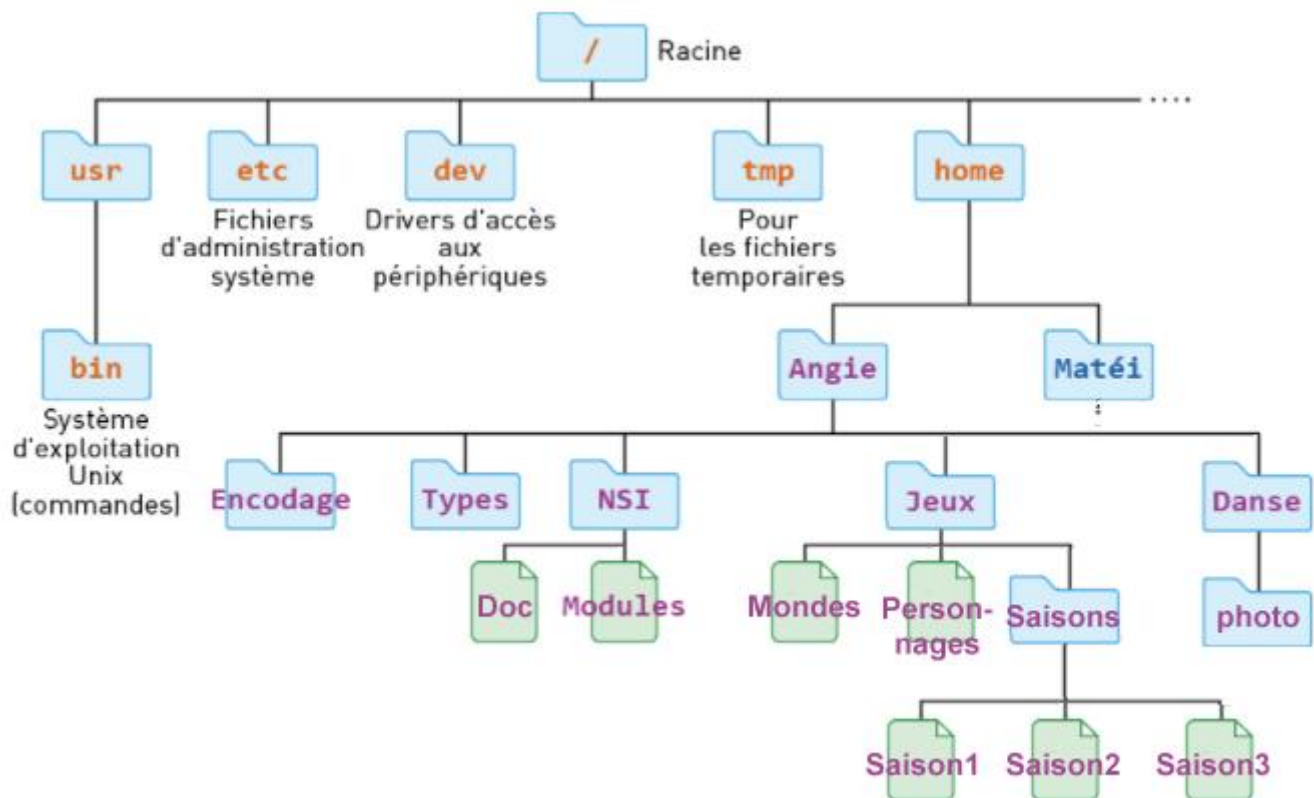 /
Racine
....
usr
etc
dev
tmp
home
Fichiers
d'administration
système
Drivers d'accès
aux
périphériques
Pour
les fichiers
temporaires
bin
Angie
Matéi
Système
d'exploitation
Unix
(commandes)
Encodage
Types
NSI
Jeux
Danse
Doc
Modules
Mondes
Person-
nages
Saisons
photo
Saison1
Saison2
Saison3